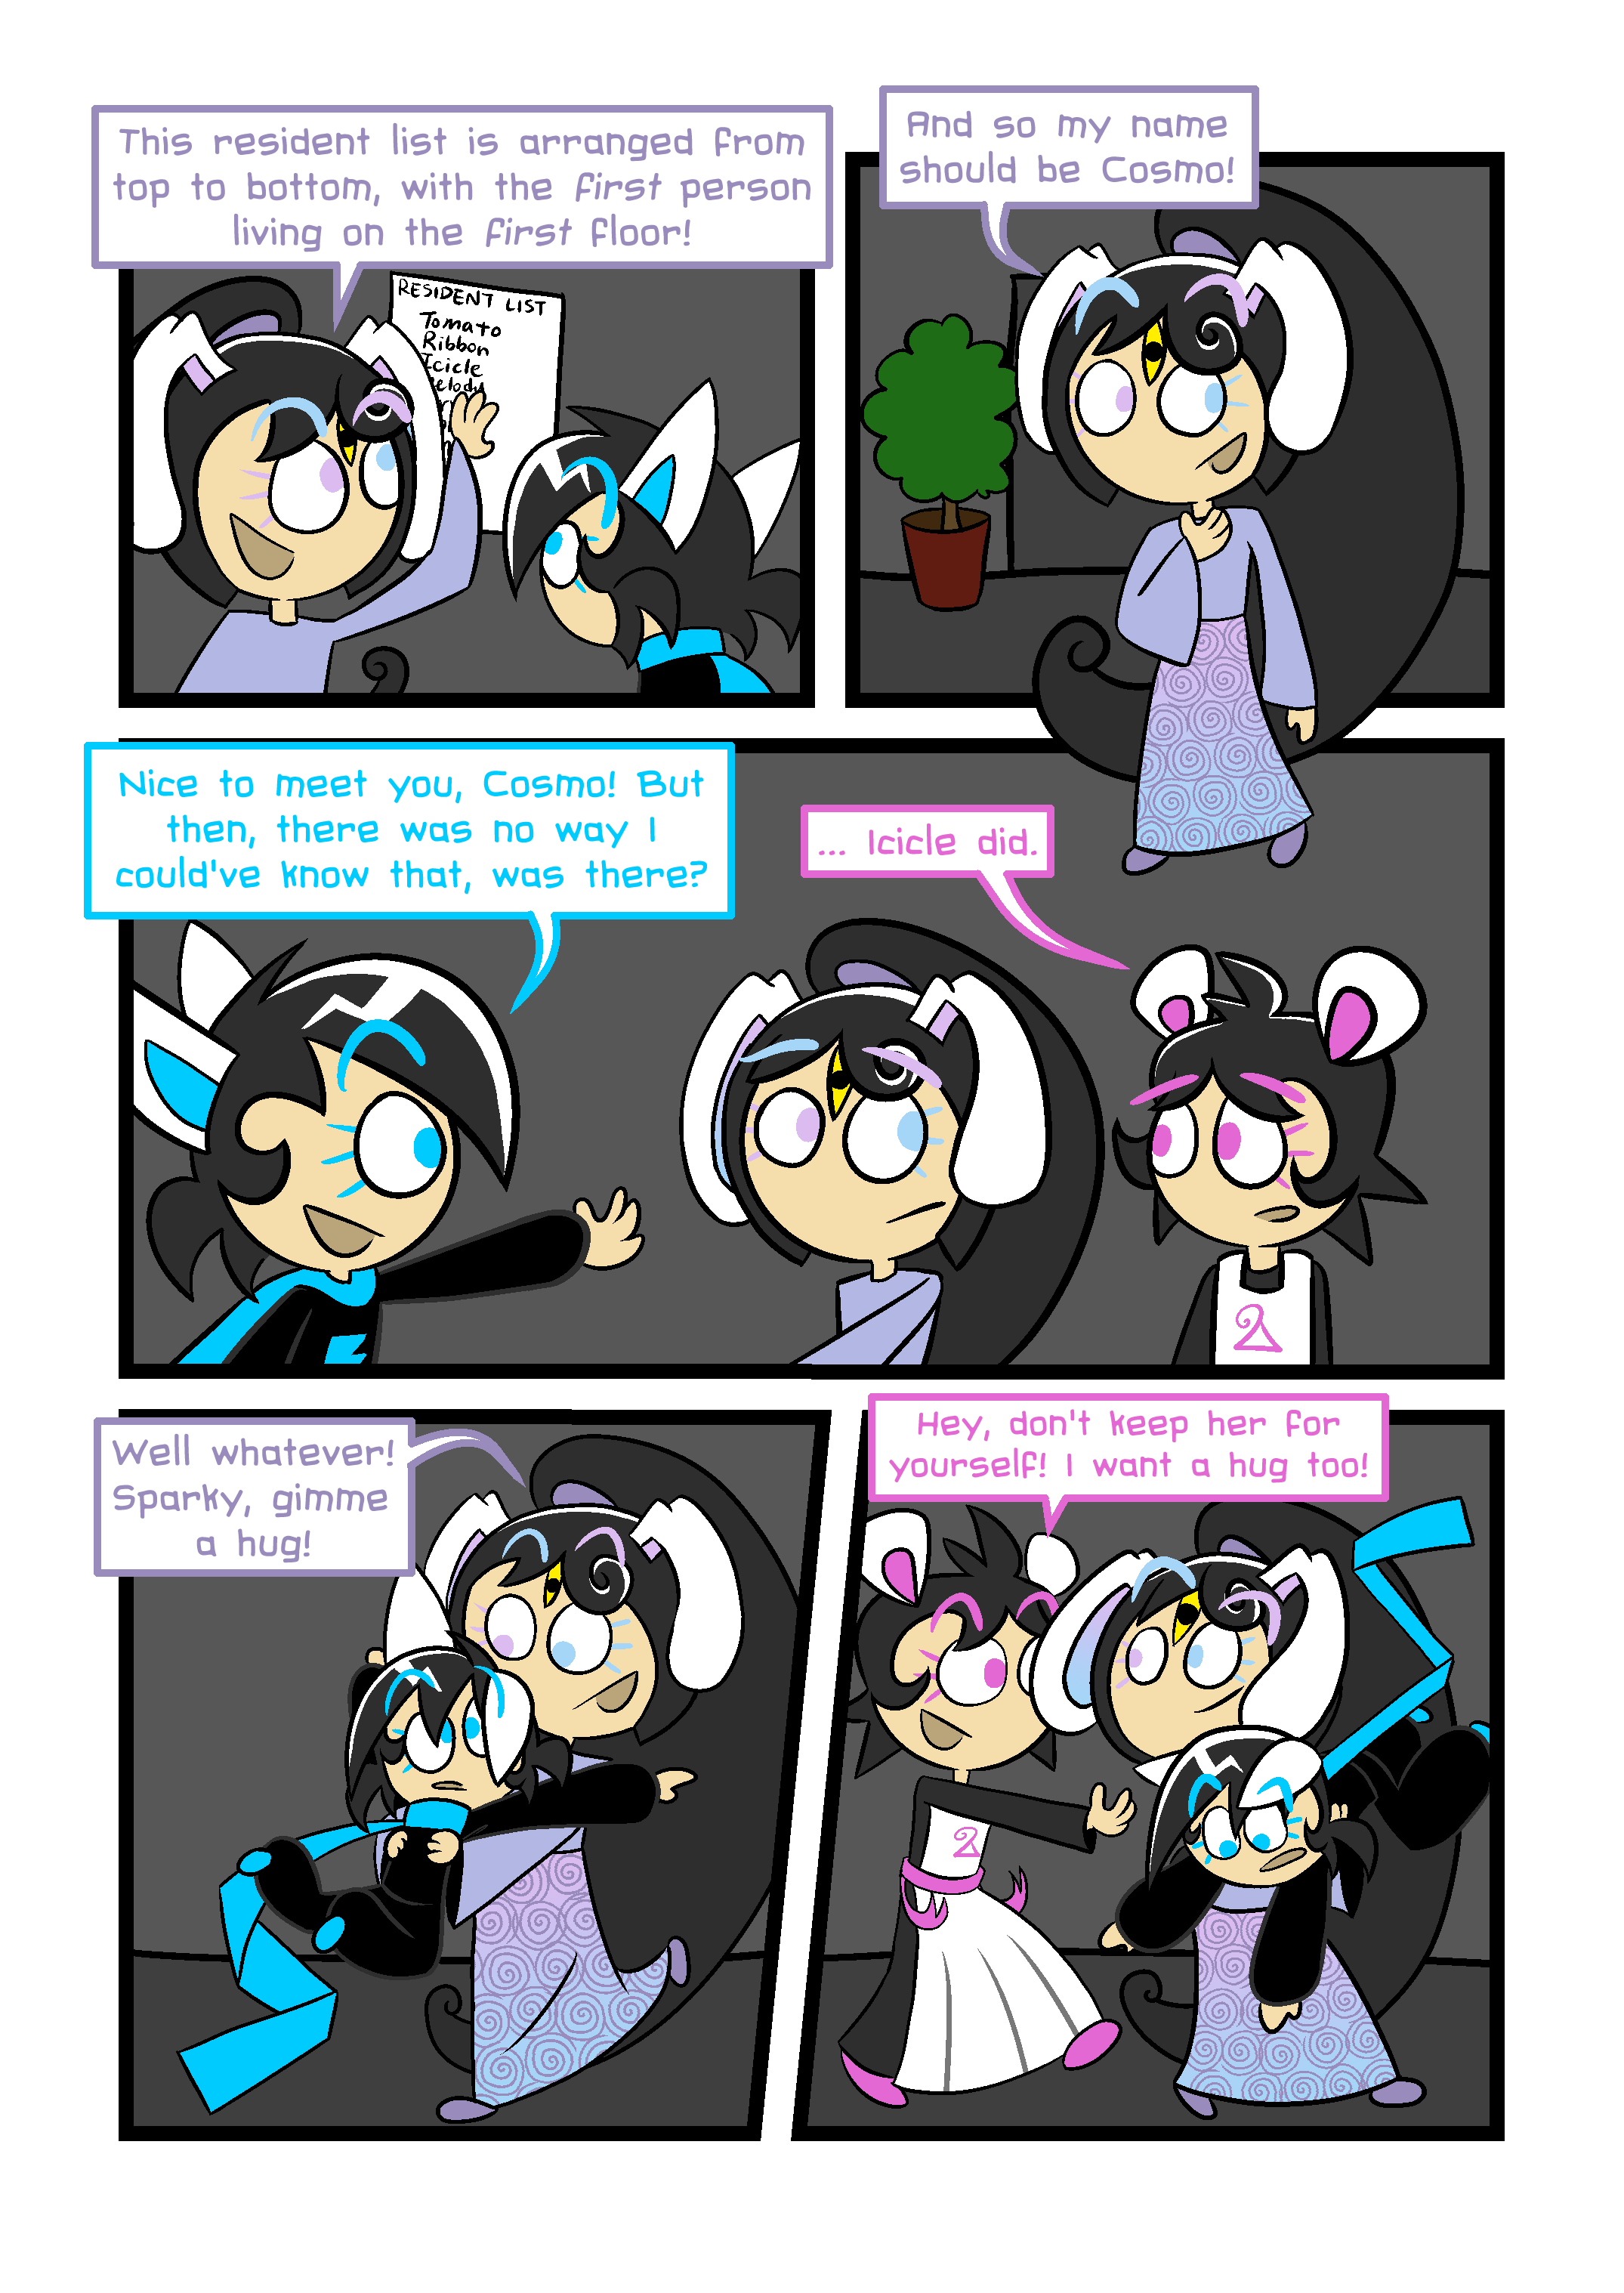 This resident list is arranged from
top to bottom, with the first person
living on the first floor!
RESIDENT LIST
Tomato
Ribbon
Icicle
And so my name
should be Cosmo!
Nice to meet you, Cosmo! But
then, there was no way I
could've know that, was there?
... Icicle did.
2
Well whatever!
Sparky, gimme
a hug!
Hey, don't keep her for
yourself! I want a hug too!
2